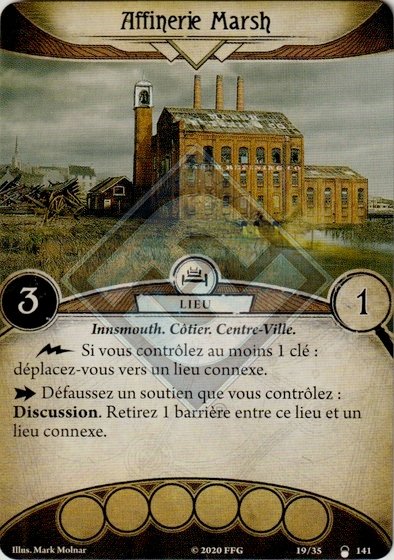 Affinerie Marsh
3
LIEU
1
Innsmouth. Côtier. Centre-Ville.
Si vous contrôlez au moins 1 clé :
déplacez-vous vers un lieu connexe.
Défaussez un soutien que vous contrôlez :
Discussion. Retirez 1 barrière entre ce lieu et un
lieu connexe.
Illus. Mark Molnar © 2020 FFG 19/35 141